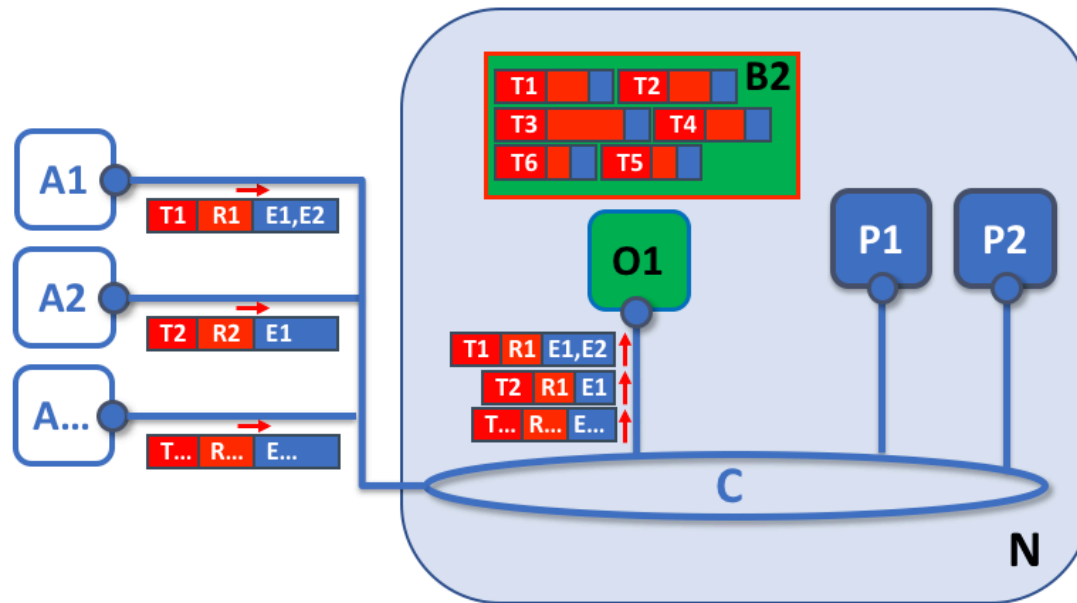 A1
T1 R1 E1,E2
A2
T2 R2 E1
A...
T... R... E...
B2
T1 T2
T3 T4
T6 T5
O1
P1 P2
T1 R1 E1,E2
T2 R1 E1
T... R... E...
C
N